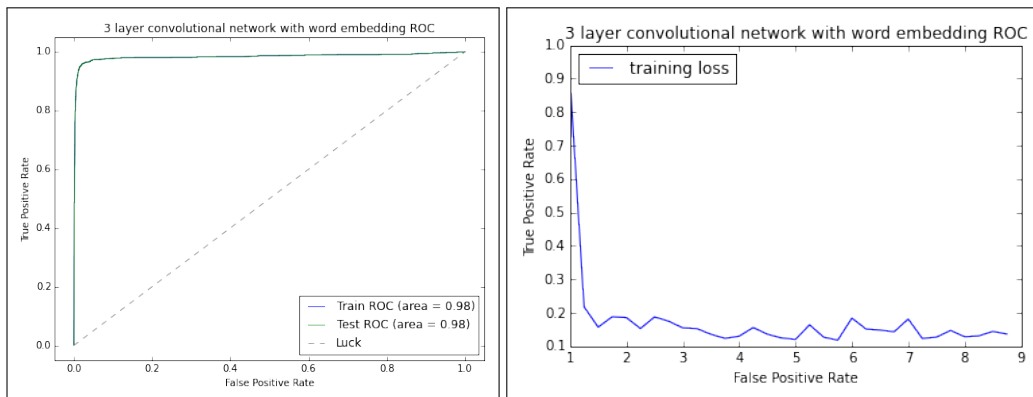 3 layer convolutional network with word embedding ROC
True Positive Rate
1.0
0.8
0.6
0.4
0.2
0.0
Train ROC (area = 0.98)
Test ROC (area = 0.98)
Luck
0.0 0.2 0.4 0.6 0.8 1.0
False Positive Rate
3 layer convolutional network with word embedding ROC
True Positive Rate
1.0
0.9
0.8
0.7
0.6
0.5
0.4
0.3
0.2
0.1
training loss
1 2 3 4 5 6 7 8 9
False Positive Rate